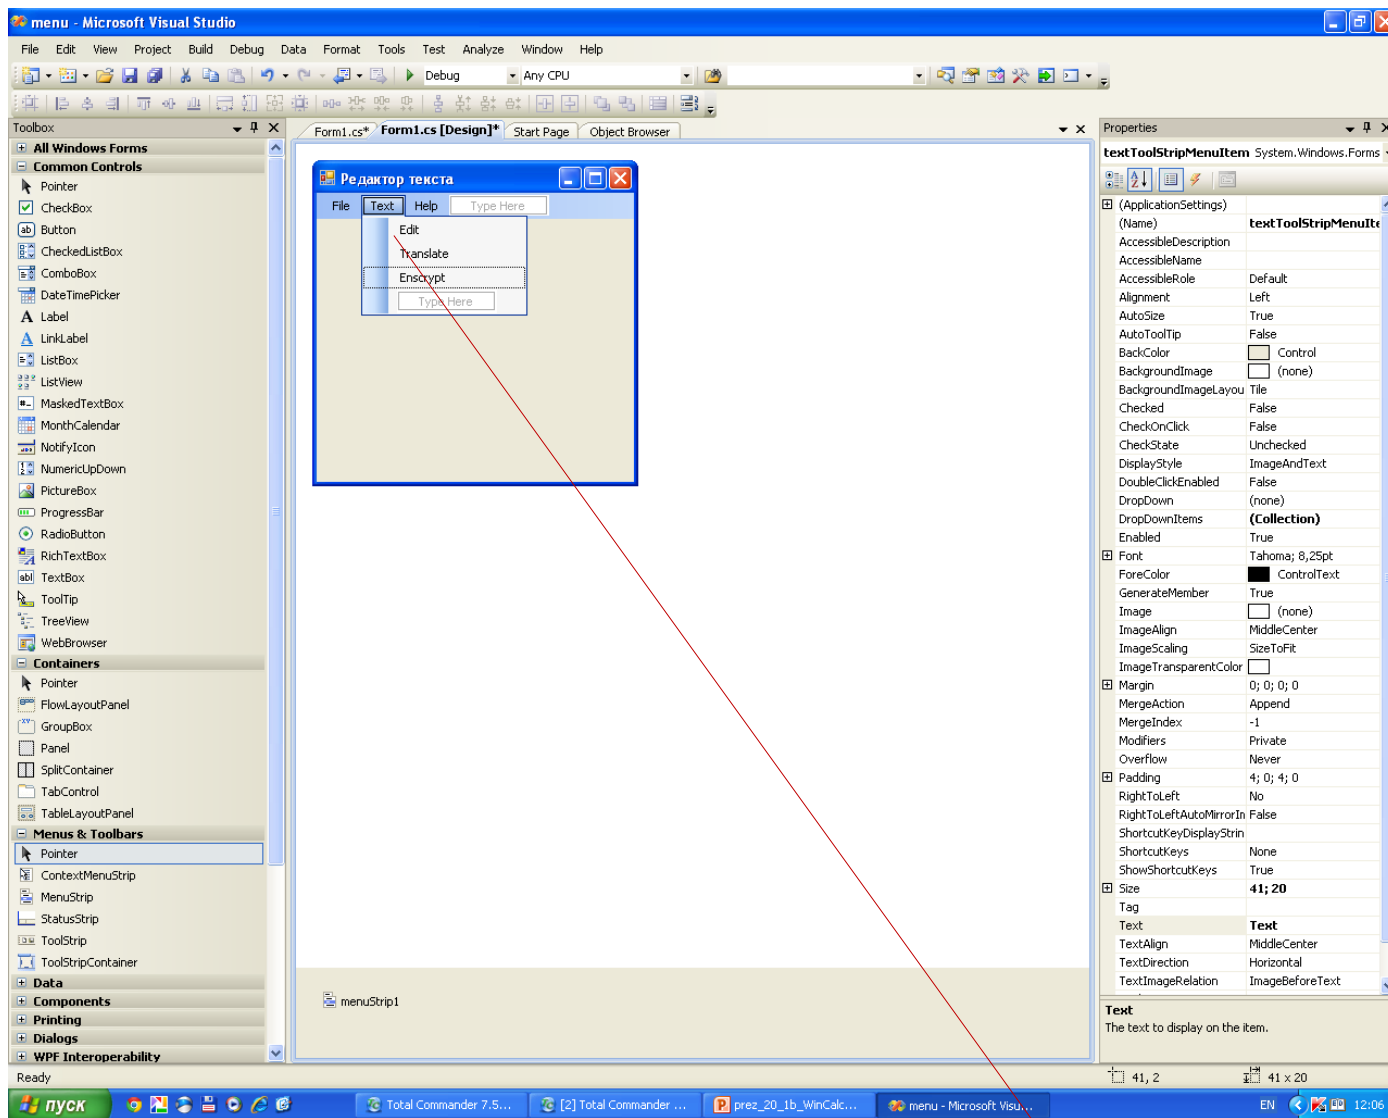 menu - Microsoft Visual Studio
File Edit View Project Build Debug Data Format Tools Test Analyze Window Help
Debug Any CPU
Toolbox
All Windows Forms
Common Controls
Pointer
CheckBox
Button
CheckedListBox
ComboBox
DateTimePicker
Label
LinkLabel
ListBox
ListView
MaskedTextBox
MonthCalendar
NotifyIcon
NumericUpDown
PictureBox
ProgressBar
RadioButton
RichTextBox
TextBox
ToolTip
TreeView
WebBrowser
Containers
Pointer
FlowLayoutPanel
GroupBox
Panel
SplitContainer
TabControl
TableLayoutPanel
Menus & Toolbars
Pointer
ContextMenuStrip
MenuStrip
StatusStrip
ToolStrip
ToolStripContainer
Data
Components
Printing
Dialogs
WPF Interoperability
Form1.cs* Form1.cs [Design]* Start Page Object Browser
Редактор текста
File Text Help Type Here
Edit
Translate
Enscrypt
Type Here
menuStrip1
Properties
textToolStripMenuItem System.Windows.Forms
(ApplicationSettings)
(Name) textToolStripMenuIte
AccessibleDescription
AccessibleName
AccessibleRole Default
Alignment Left
AutoSize True
AutoToolTip False
BackColor Control
BackgroundImage (none)
BackgroundImageLayou Tile
Checked False
CheckOnClick False
CheckState Unchecked
DisplayStyle ImageAndText
DoubleClickEnabled False
DropDown (none)
DropDownItems (Collection)
Enabled True
Font Tahoma; 8,25pt
ForeColor ControlText
GenerateMember True
Image (none)
ImageAlign MiddleCenter
ImageScaling SizeToFit
ImageTransparentColor
Margin 0; 0; 0; 0
MergeAction Append
MergeIndex -1
Modifiers Private
Overflow Never
Padding 4; 0; 4; 0
RightToLeft No
RightToLeftAutoMirrorIn False
ShortcutKeyDisplayStrin
ShortcutKeys None
ShowShortcutKeys True
Size 41; 20
Tag
Text Text
TextAlign MiddleCenter
TextDirection Horizontal
TextImageRelation ImageBeforeText
Text
The text to display on the item.
Ready 41, 2 41 x 20
пуск Total Commander 7.5... [2] Total Commander ... prez_20_1b_WinCalc... menu - Microsoft Visu... EN 12:06